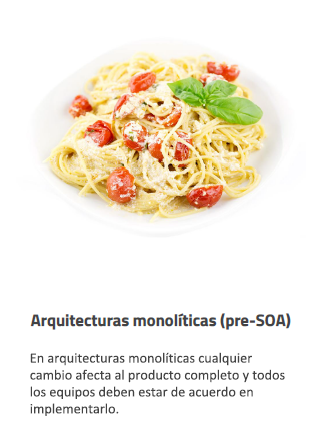 Arquitecturas monolíticas (pre-SOA)
En arquitecturas monolíticas cualquier
cambio afecta al producto completo y todos
los equipos deben estar de acuerdo en
implementarlo.